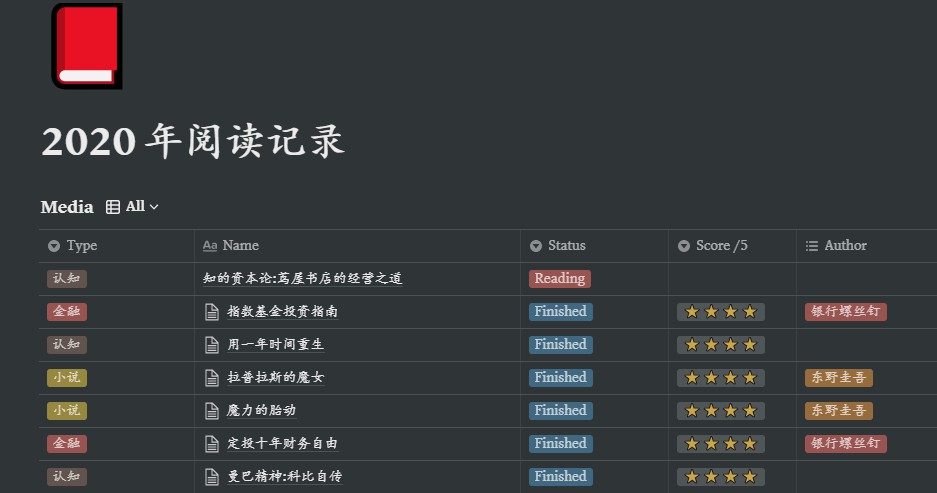 2020 年阅读记录
Media All
Type Aa Name Status Score /5 Author
认知 知的资本论:茑屋书店的经营之道 Reading
金融 指数基金投资指南 Finished 银行螺丝钉
认知 用一年时间重生 Finished
小说 拉普拉斯的魔女 Finished 东野圭吾
小说 魔力的胎动 Finished 东野圭吾
金融 定投十年财务自由 Finished 银行螺丝钉
认知 曼巴精神:科比自传 Finished